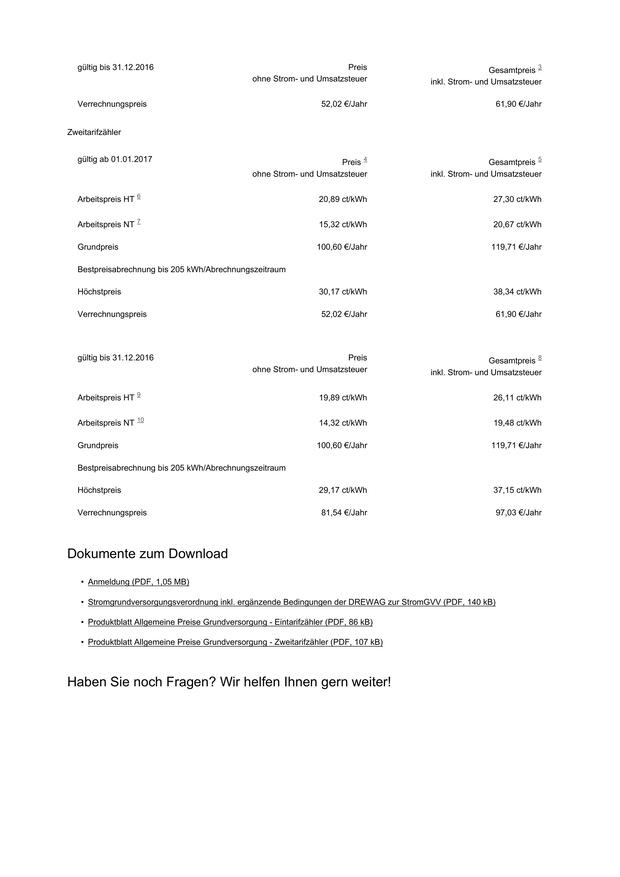 gültig bis 31.12.2016 Preis Gesamtpreis 3
ohne Strom- und Umsatzsteuer inkl. Strom- und Umsatzsteuer
Verrechnungspreis 52,02 €/Jahr 61,90 €/Jahr
Zweitarifzähler
gültig ab 01.01.2017 Preis 4 Gesamtpreis 5
ohne Strom- und Umsatzsteuer inkl. Strom- und Umsatzsteuer
Arbeitspreis HT 6 20,89 ct/kWh 27,30 ct/kWh
Arbeitspreis NT 7 15,32 ct/kWh 20,67 ct/kWh
Grundpreis 100,60 €/Jahr 119,71 €/Jahr
Bestpreisabrechnung bis 205 kWh/Abrechnungszeitraum
Höchstpreis 30,17 ct/kWh 38,34 ct/kWh
Verrechnungspreis 52,02 €/Jahr 61,90 €/Jahr
gültig bis 31.12.2016 Preis Gesamtpreis 8
ohne Strom- und Umsatzsteuer inkl. Strom- und Umsatzsteuer
Arbeitspreis HT 9 19,89 ct/kWh 26,11 ct/kWh
Arbeitspreis NT 10 14,32 ct/kWh 19,48 ct/kWh
Grundpreis 100,60 €/Jahr 119,71 €/Jahr
Bestpreisabrechnung bis 205 kWh/Abrechnungszeitraum
Höchstpreis 29,17 ct/kWh 37,15 ct/kWh
Verrechnungspreis 81,54 €/Jahr 97,03 €/Jahr
Dokumente zum Download
• Anmeldung (PDF, 1,05 MB)
• Stromgrundversorgungsverordnung inkl. ergänzende Bedingungen der DREWAG zur StromGVV (PDF, 140 kB)
• Produktblatt Allgemeine Preise Grundversorgung - Eintarifzähler (PDF, 86 kB)
• Produktblatt Allgemeine Preise Grundversorgung - Zweitarifzähler (PDF, 107 kB)
Haben Sie noch Fragen? Wir helfen Ihnen gern weiter!